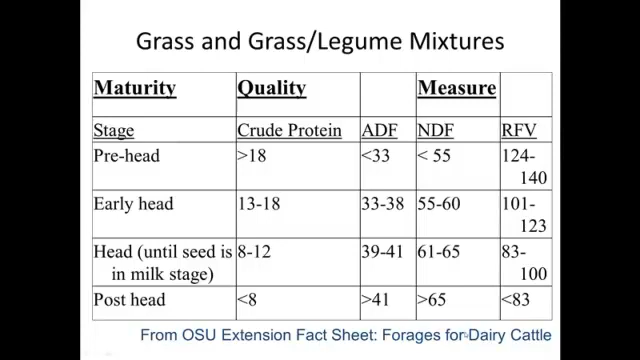 Grass and Grass/Legume Mixtures
Maturity Quality Measure
Stage Crude Protein ADF NDF RFV
Pre-head >18 <33 < 55 124-
140
Early head 13-18 33-38 55-60 101-
123
Head (until seed is 8-12 39-41 61-65 83-
in milk stage) 100
Post head <8 >41 >65 <83
From OSU Extension Fact Sheet: Forages for Dairy Cattle